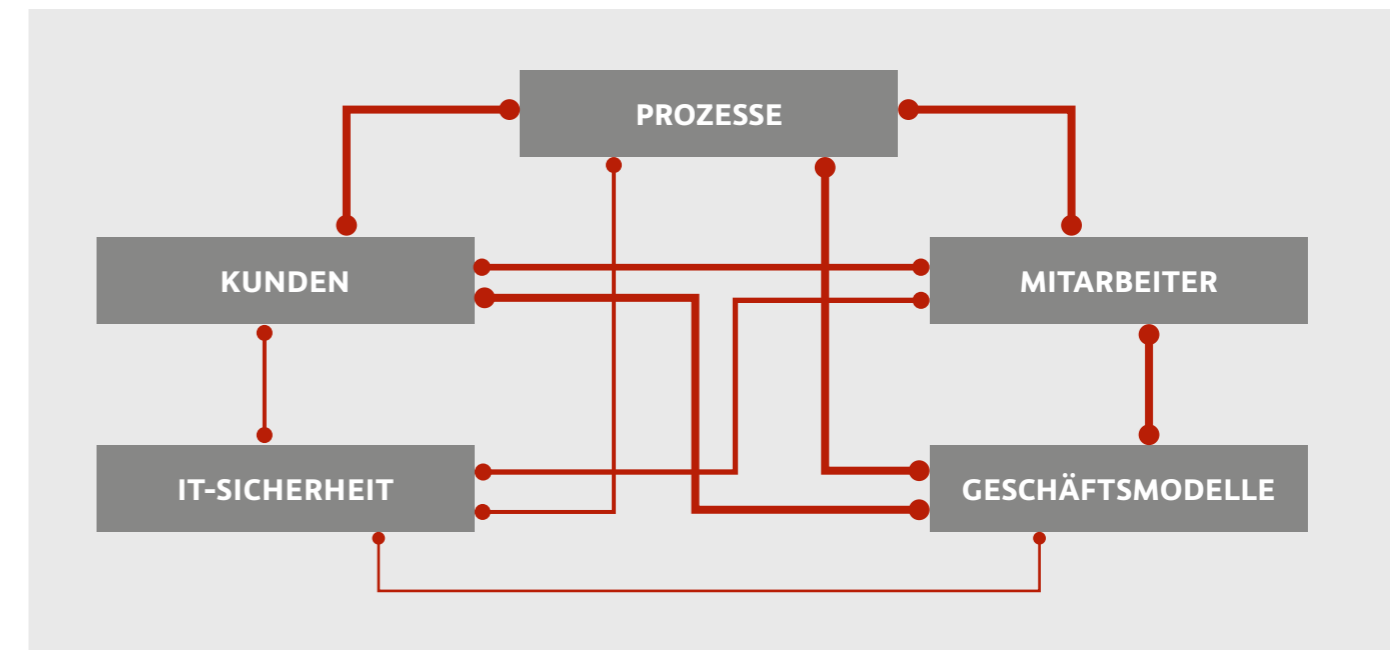 PROZESSE
KUNDEN
MITARBEITER
IT-SICHERHEIT
GESCHÄFTSMODELLE